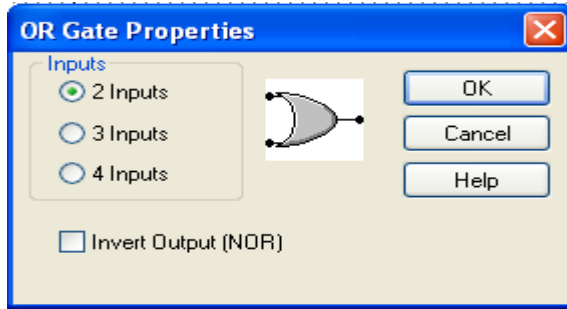 OR Gate Properties
Inputs
2 Inputs
3 Inputs
4 Inputs
OK
Cancel
Help
Invert Output (NOR)